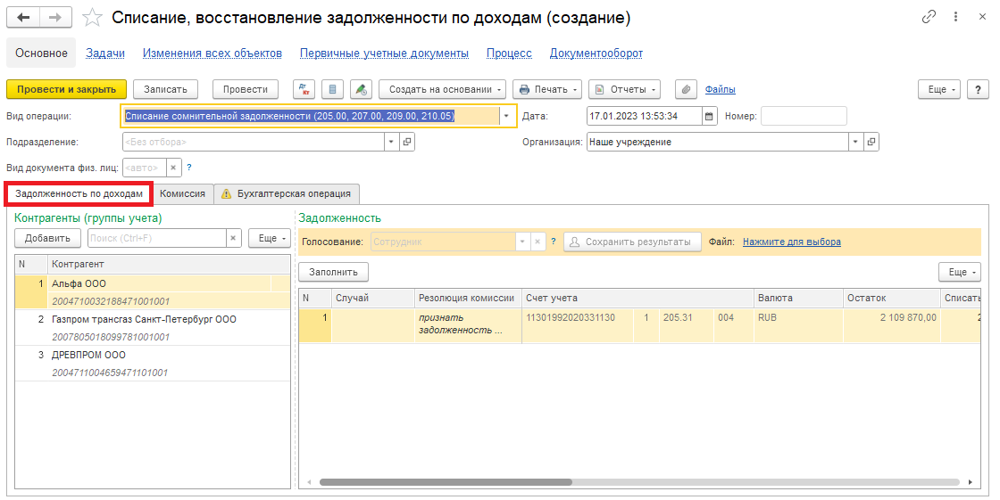 Списание, восстановление задолженности по доходам (создание)
Основное Задачи Изменения всех объектов Первичные учетные документы Процесс Документооборот
Провести и закрыть Записать Провести Дт Кт Создать на основании Печать Отчеты Файлы Еще ?
Вид операции: Списание сомнительной задолженности (205.00, 207.00, 209.00, 210.05) Дата: 17.01.2023 13:53:34 Номер:
Подразделение: <Без отбора> Организация: Наше учреждение
Вид документа физ. лиц: <авто> × ?
Задолженность по доходам Комиссия Бухгалтерская операция
Контрагенты (группы учета) Задолженность
Добавить Поиск (Ctrl+F) × Еще Голосование: Сотрудник × ? Сохранить результаты Файл: Нажмите для выбора
Заполнить Еще
N Контрагент
1 Альфа ООО
2004710032188471001001
2 Газпром трансгаз Санкт-Петербург ООО
2007805018099781001001
3 ДРЕВПРОМ ООО
2004711004659471101001
N Случай Резолюция комиссии Счет учета Валюта Остаток Списать
1 признать 11301992020331130 1 205.31 004 RUB 2 109 870,00 2
задолженность ...